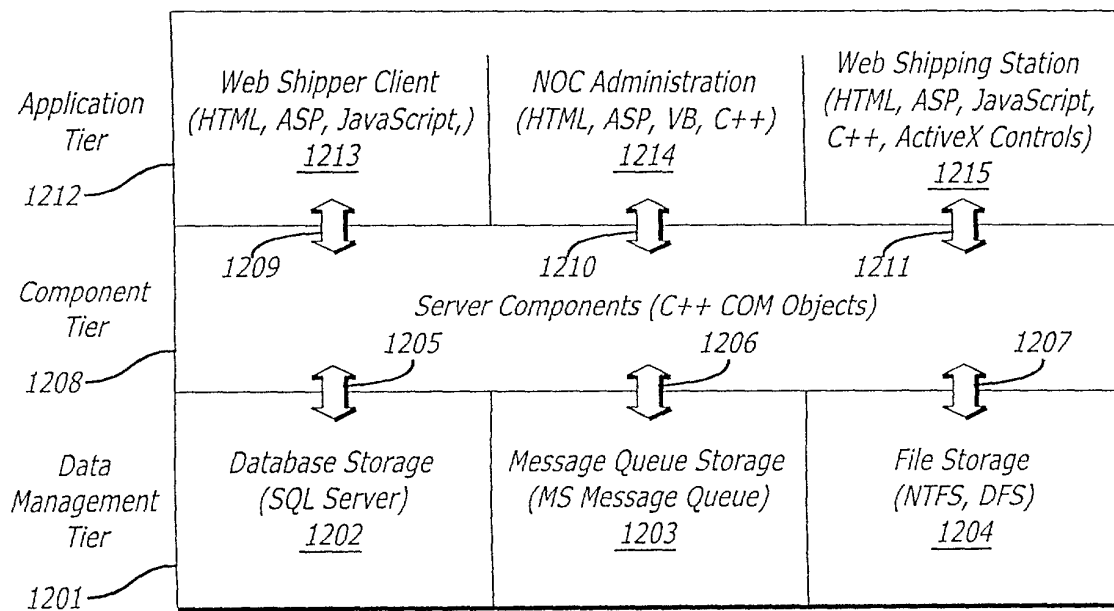 Application
Tier
1212
Web Shipper Client
(HTML, ASP, JavaScript,)
1213
NOC Administration
(HTML, ASP, VB, C++)
1214
Web Shipping Station
(HTML, ASP, JavaScript,
C++, ActiveX Controls)
1215
1209
1210
1211
Component
Tier
1208
Server Components (C++ COM Objects)
1205
1206
1207
Data
Management
Tier
1201
Database Storage
(SQL Server)
1202
Message Queue Storage
(MS Message Queue)
1203
File Storage
(NTFS, DFS)
1204